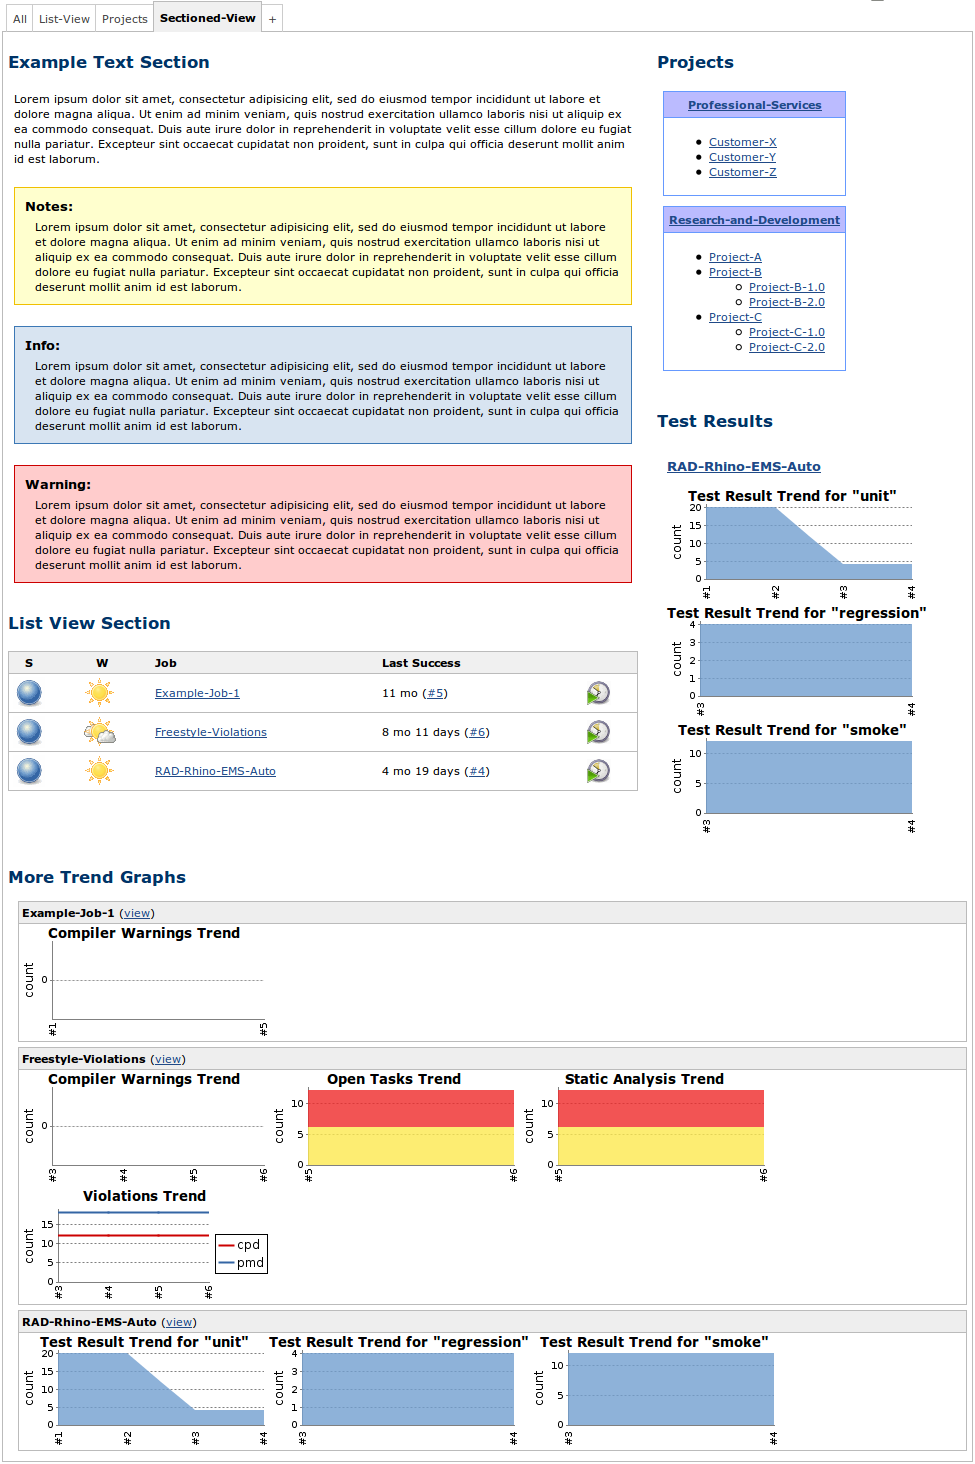 All List-View Projects Sectioned-View +
Example Text Section
Lorem ipsum dolor sit amet, consectetur adipisicing elit, sed do eiusmod tempor incididunt ut labore et
dolore magna aliqua. Ut enim ad minim veniam, quis nostrud exercitation ullamco laboris nisi ut aliquip ex
ea commodo consequat. Duis aute irure dolor in reprehenderit in voluptate velit esse cillum dolore eu fugiat
nulla pariatur. Excepteur sint occaecat cupidatat non proident, sunt in culpa qui officia deserunt mollit anim
id est laborum.
Notes:
Lorem ipsum dolor sit amet, consectetur adipisicing elit, sed do eiusmod tempor incididunt ut labore
et dolore magna aliqua. Ut enim ad minim veniam, quis nostrud exercitation ullamco laboris nisi ut
aliquip ex ea commodo consequat. Duis aute irure dolor in reprehenderit in voluptate velit esse cillum
dolore eu fugiat nulla pariatur. Excepteur sint occaecat cupidatat non proident, sunt in culpa qui officia
deserunt mollit anim id est laborum.
Info:
Lorem ipsum dolor sit amet, consectetur adipisicing elit, sed do eiusmod tempor incididunt ut labore
et dolore magna aliqua. Ut enim ad minim veniam, quis nostrud exercitation ullamco laboris nisi ut
aliquip ex ea commodo consequat. Duis aute irure dolor in reprehenderit in voluptate velit esse cillum
dolore eu fugiat nulla pariatur. Excepteur sint occaecat cupidatat non proident, sunt in culpa qui officia
deserunt mollit anim id est laborum.
Warning:
Lorem ipsum dolor sit amet, consectetur adipisicing elit, sed do eiusmod tempor incididunt ut labore
et dolore magna aliqua. Ut enim ad minim veniam, quis nostrud exercitation ullamco laboris nisi ut
aliquip ex ea commodo consequat. Duis aute irure dolor in reprehenderit in voluptate velit esse cillum
dolore eu fugiat nulla pariatur. Excepteur sint occaecat cupidatat non proident, sunt in culpa qui officia
deserunt mollit anim id est laborum.
List View Section
S W Job Last Success
Example-Job-1 11 mo (#5)
Freestyle-Violations 8 mo 11 days (#6)
RAD-Rhino-EMS-Auto 4 mo 19 days (#4)
Projects
Professional-Services
Customer-X
Customer-Y
Customer-Z
Research-and-Development
Project-A
Project-B
Project-B-1.0
Project-B-2.0
Project-C
Project-C-1.0
Project-C-2.0
Test Results
RAD-Rhino-EMS-Auto
Test Result Trend for "unit"
count
20
15
10
5
0
#1 #2 #3 #4
Test Result Trend for "regression"
count
4
3
2
1
0
#3 #4
Test Result Trend for "smoke"
count
10
5
0
#3 #4
More Trend Graphs
Example-Job-1 (view)
Compiler Warnings Trend
count
0
#1 #5
Freestyle-Violations (view)
Compiler Warnings Trend
count
0
#3 #4 #5 #6
Open Tasks Trend
count
10
5
0
#5 #6
Static Analysis Trend
count
10
5
0
#5 #6
Violations Trend
count
15
10
5
0
#3 #4 #5 #6
cpd
pmd
RAD-Rhino-EMS-Auto (view)
Test Result Trend for "unit"
count
20
15
10
5
0
#1 #2 #3 #4
Test Result Trend for "regression"
count
4
3
2
1
0
#3 #4
Test Result Trend for "smoke"
count
10
5
0
#3 #4